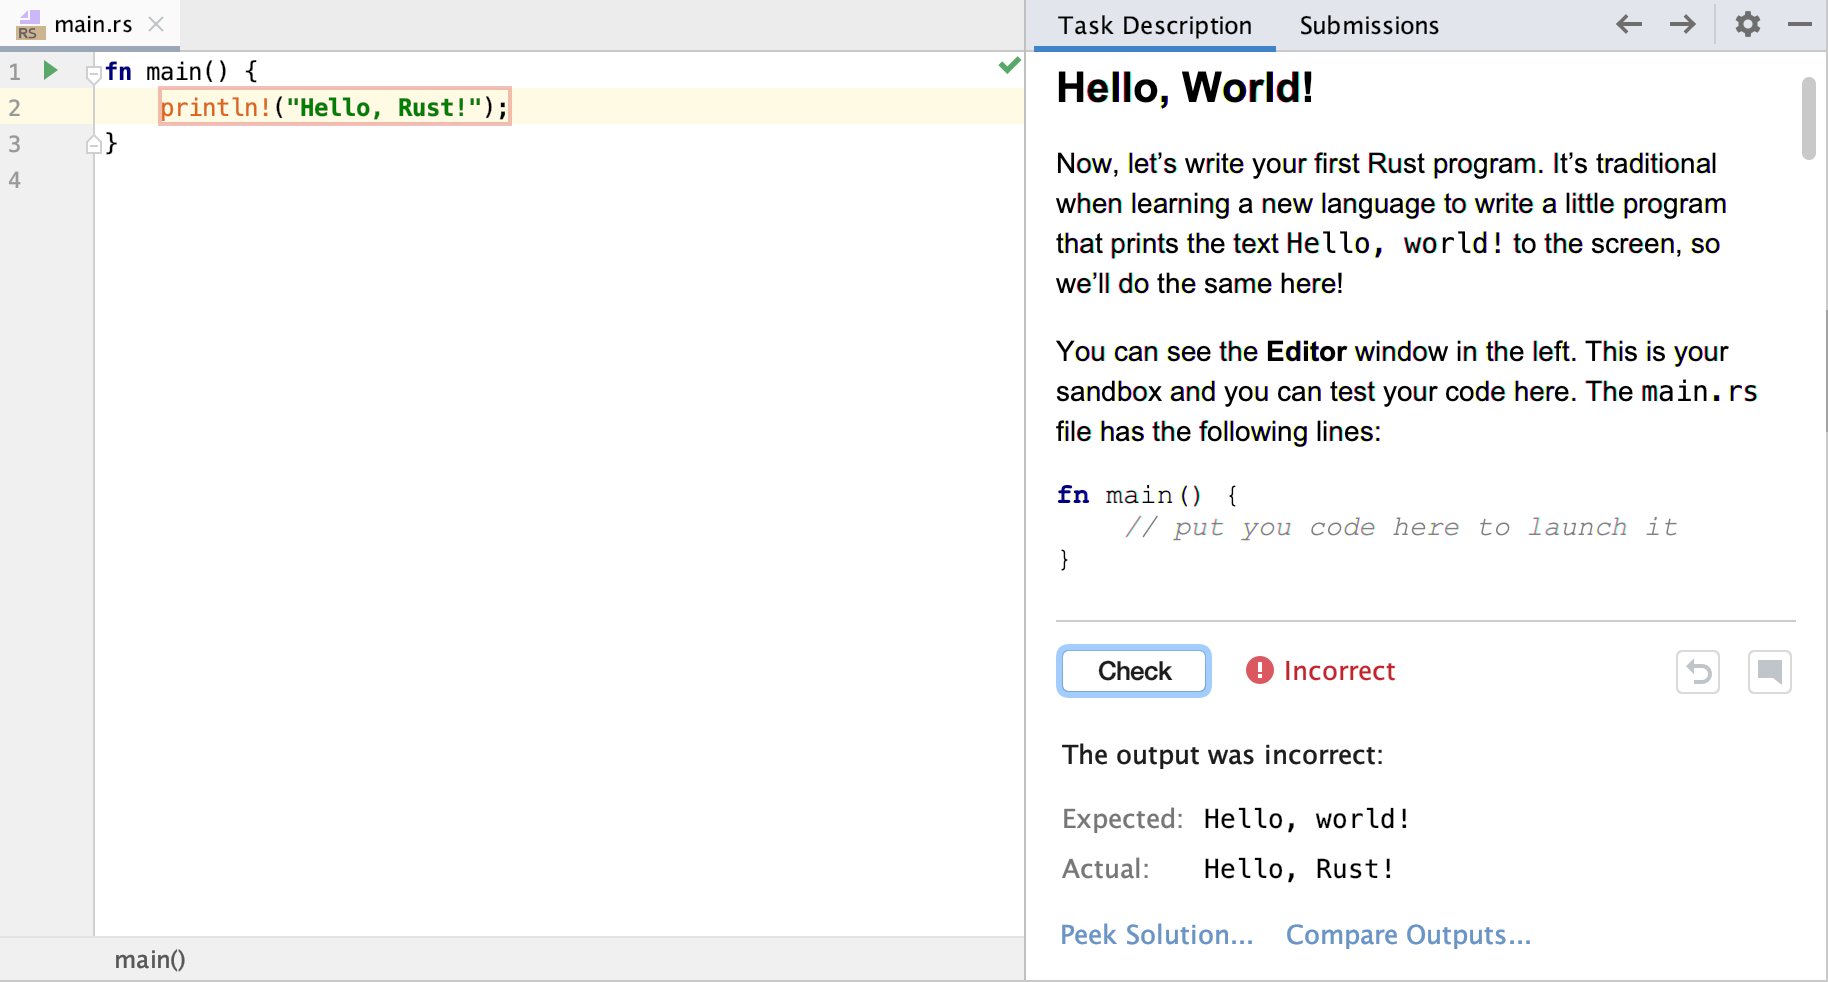 RS main.rs
1 fn main() {
2 println!("Hello, Rust!");
3 }
4
main()
Task Description Submissions
Hello, World!
Now, let’s write your first Rust program. It’s traditional
when learning a new language to write a little program
that prints the text Hello, world! to the screen, so
we’ll do the same here!
You can see the Editor window in the left. This is your
sandbox and you can test your code here. The main.rs
file has the following lines:
fn main() {
// put you code here to launch it
}
Check Incorrect
The output was incorrect:
Expected: Hello, world!
Actual: Hello, Rust!
Peek Solution... Compare Outputs...